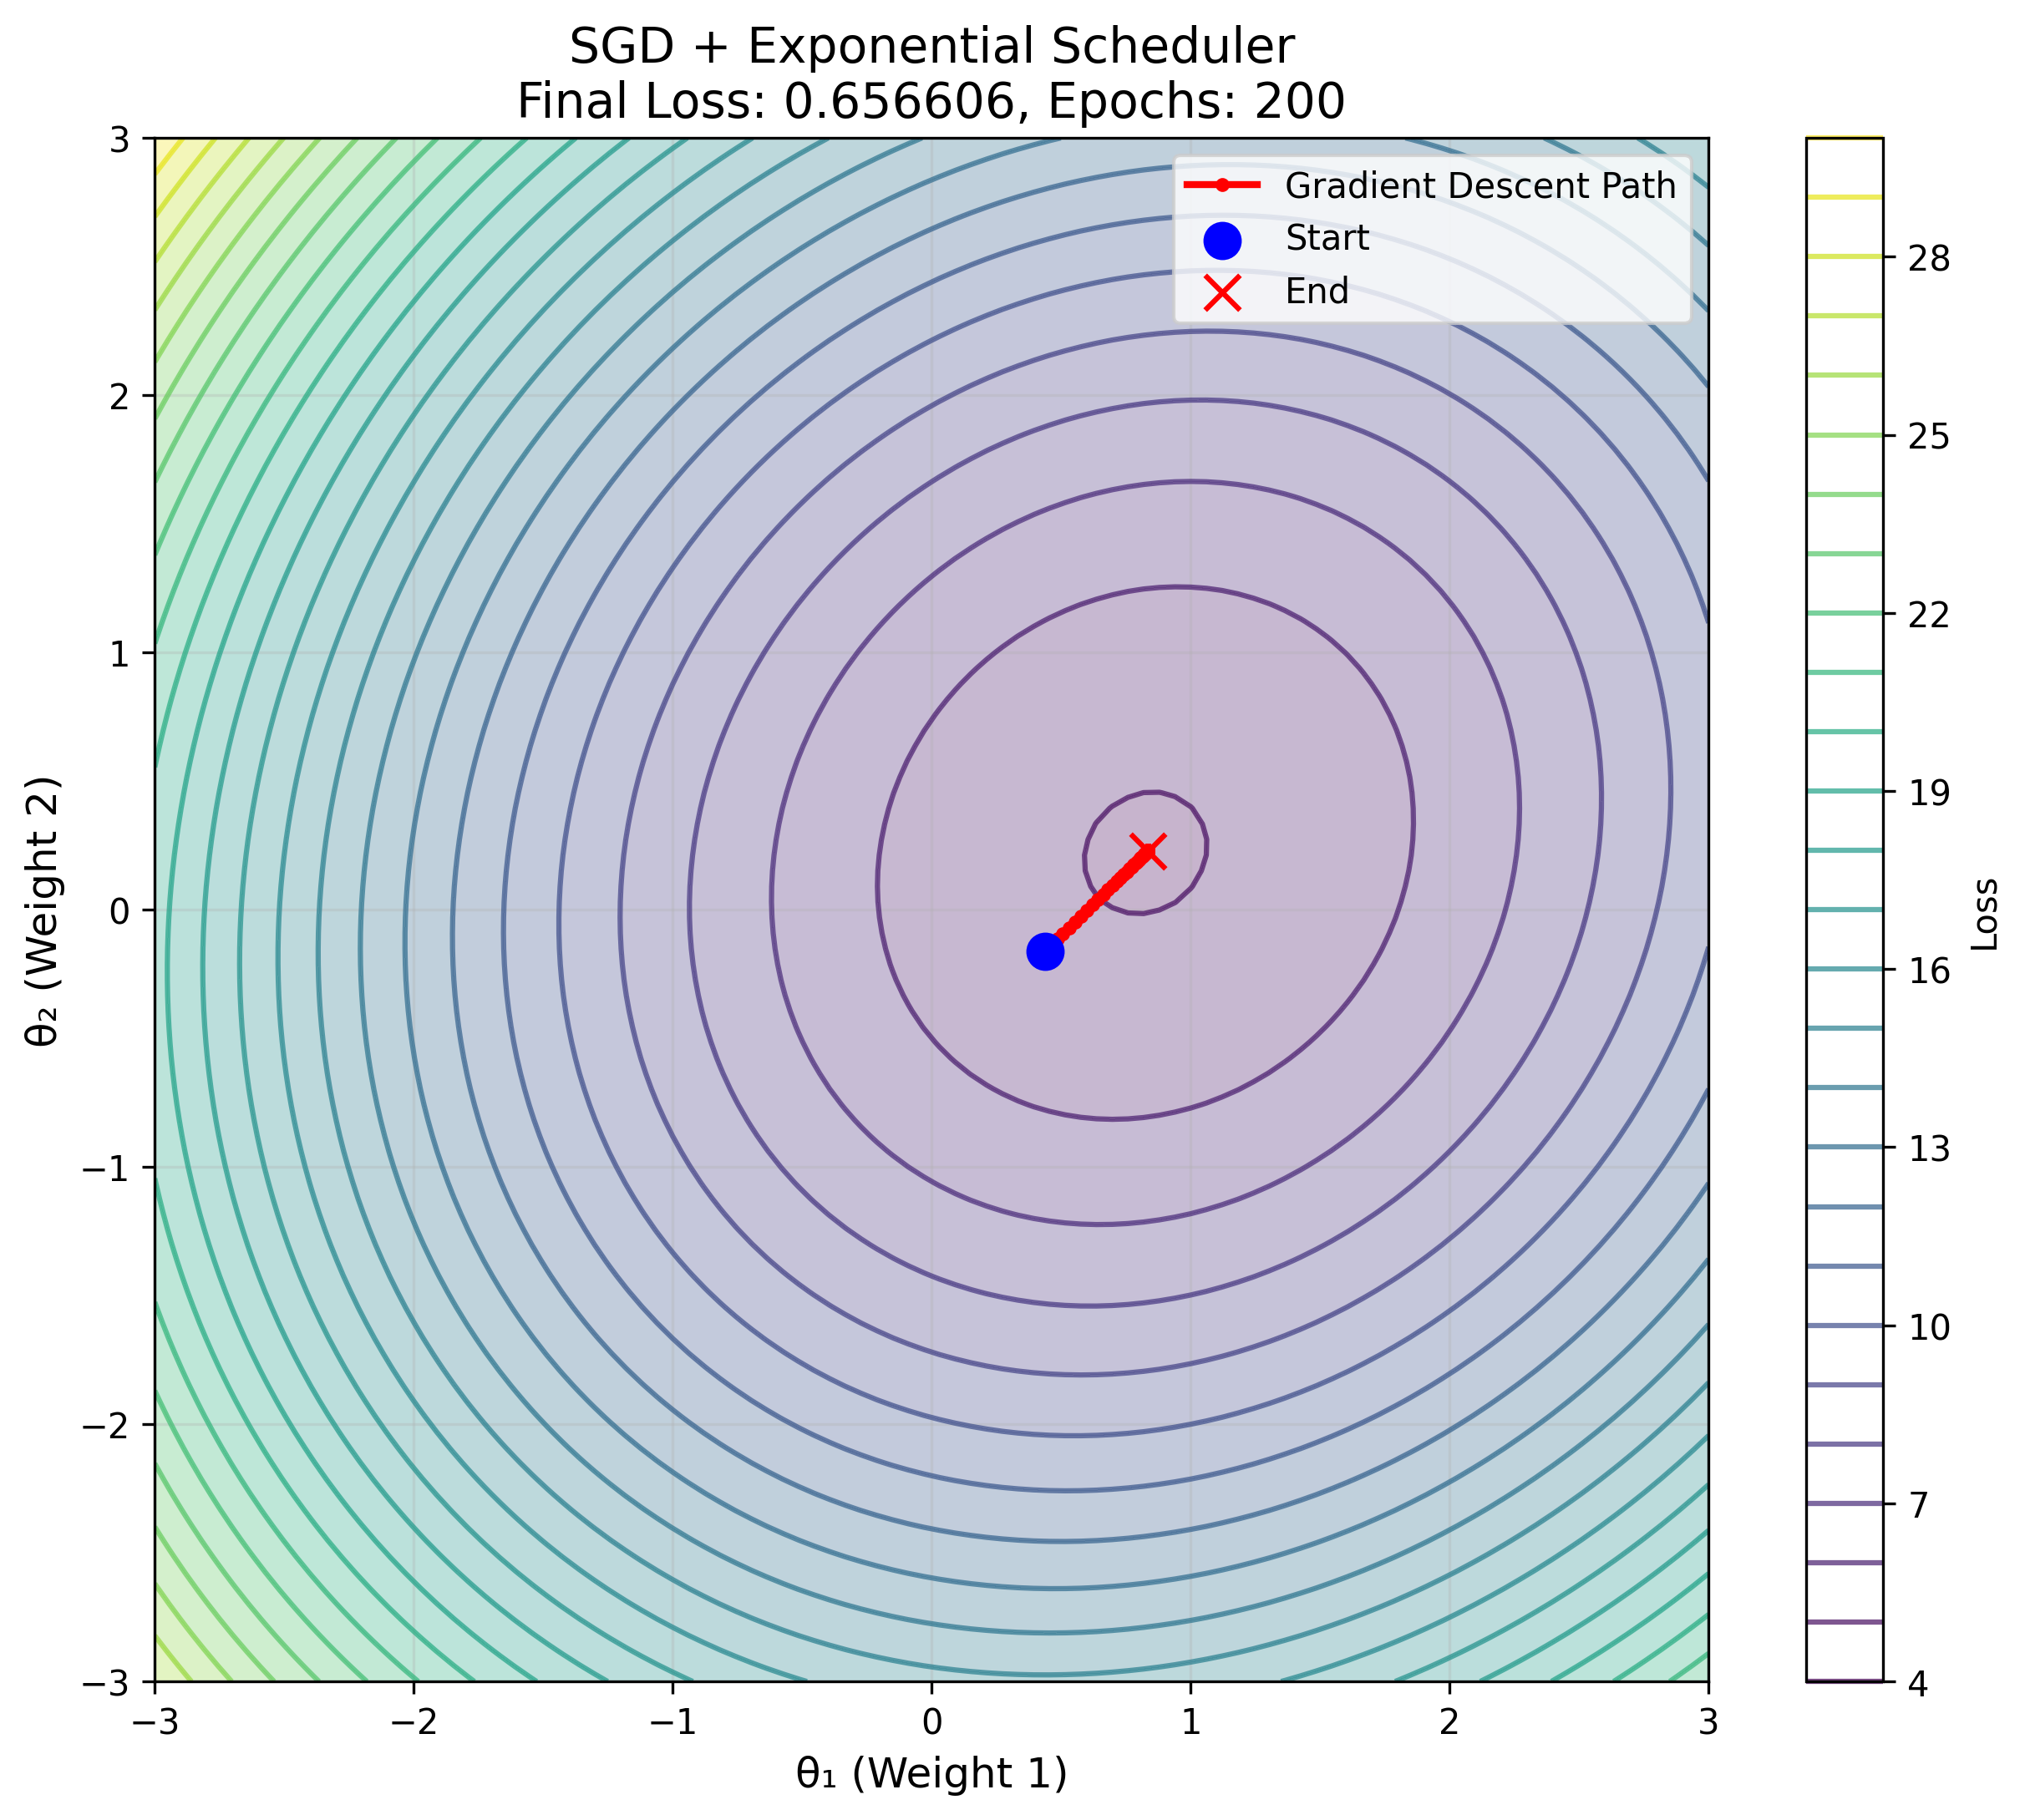 SGD + Exponential Scheduler
Final Loss: 0.656606, Epochs: 200
Gradient Descent Path
Start
End
3
2
1
0
−1
−2
−3
θ₂ (Weight 2)
−3
−2
−1
0
1
2
3
θ₁ (Weight 1)
28
25
22
19
16
13
10
7
4
Loss